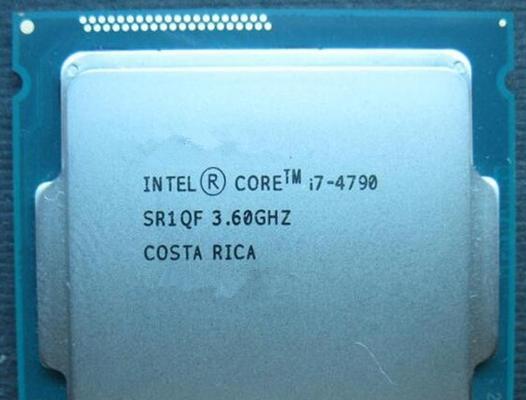 INTEL® CORE™ i7-4790
SR1QF 3.60GHZ
COSTA RICA